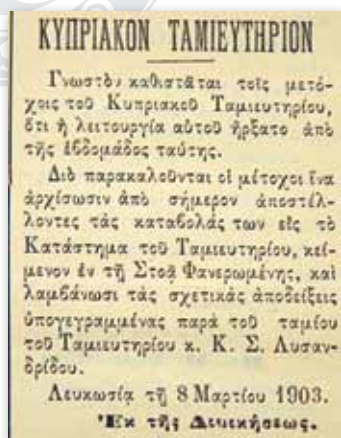 ΚΥΠΡΙΑΚΟΝ ΤΑΜΙΕΥΤΗΡΙΟΝ
Γνωστὸν καθιστᾶται τοῖς μετό-
χοις τοῦ Κυπριακοῦ Ταμιευτηρίου,
ὅτι ἡ λειτουργία αὐτοῦ ἤρξατο ἀπὸ
τῆς ἑβδομάδος ταύτης.
Διὸ παρακαλοῦνται οἱ μέτοχοι ἵνα
ἀρχίσωσιν ἀπὸ σήμερον ἀποστέλ-
λοντες τὰς καταβολάς των εἰς τὸ
Κατάστημα τοῦ Ταμιευτηρίου, κεί-
μενον ἐν τῇ Στοᾷ Φανερωμένης, καὶ
λαμβάνωσι τὰς σχετικὰς ἀποδείξεις
ὑπογεγραμμένας παρὰ τοῦ ταμίου
τοῦ Ταμιευτηρίου κ. Κ. Σ. Λυσαν-
δρίδου.
Λευκωσία τῇ 8 Μαρτίου 1903.
Ἐκ τῆς Διοικήσεως.